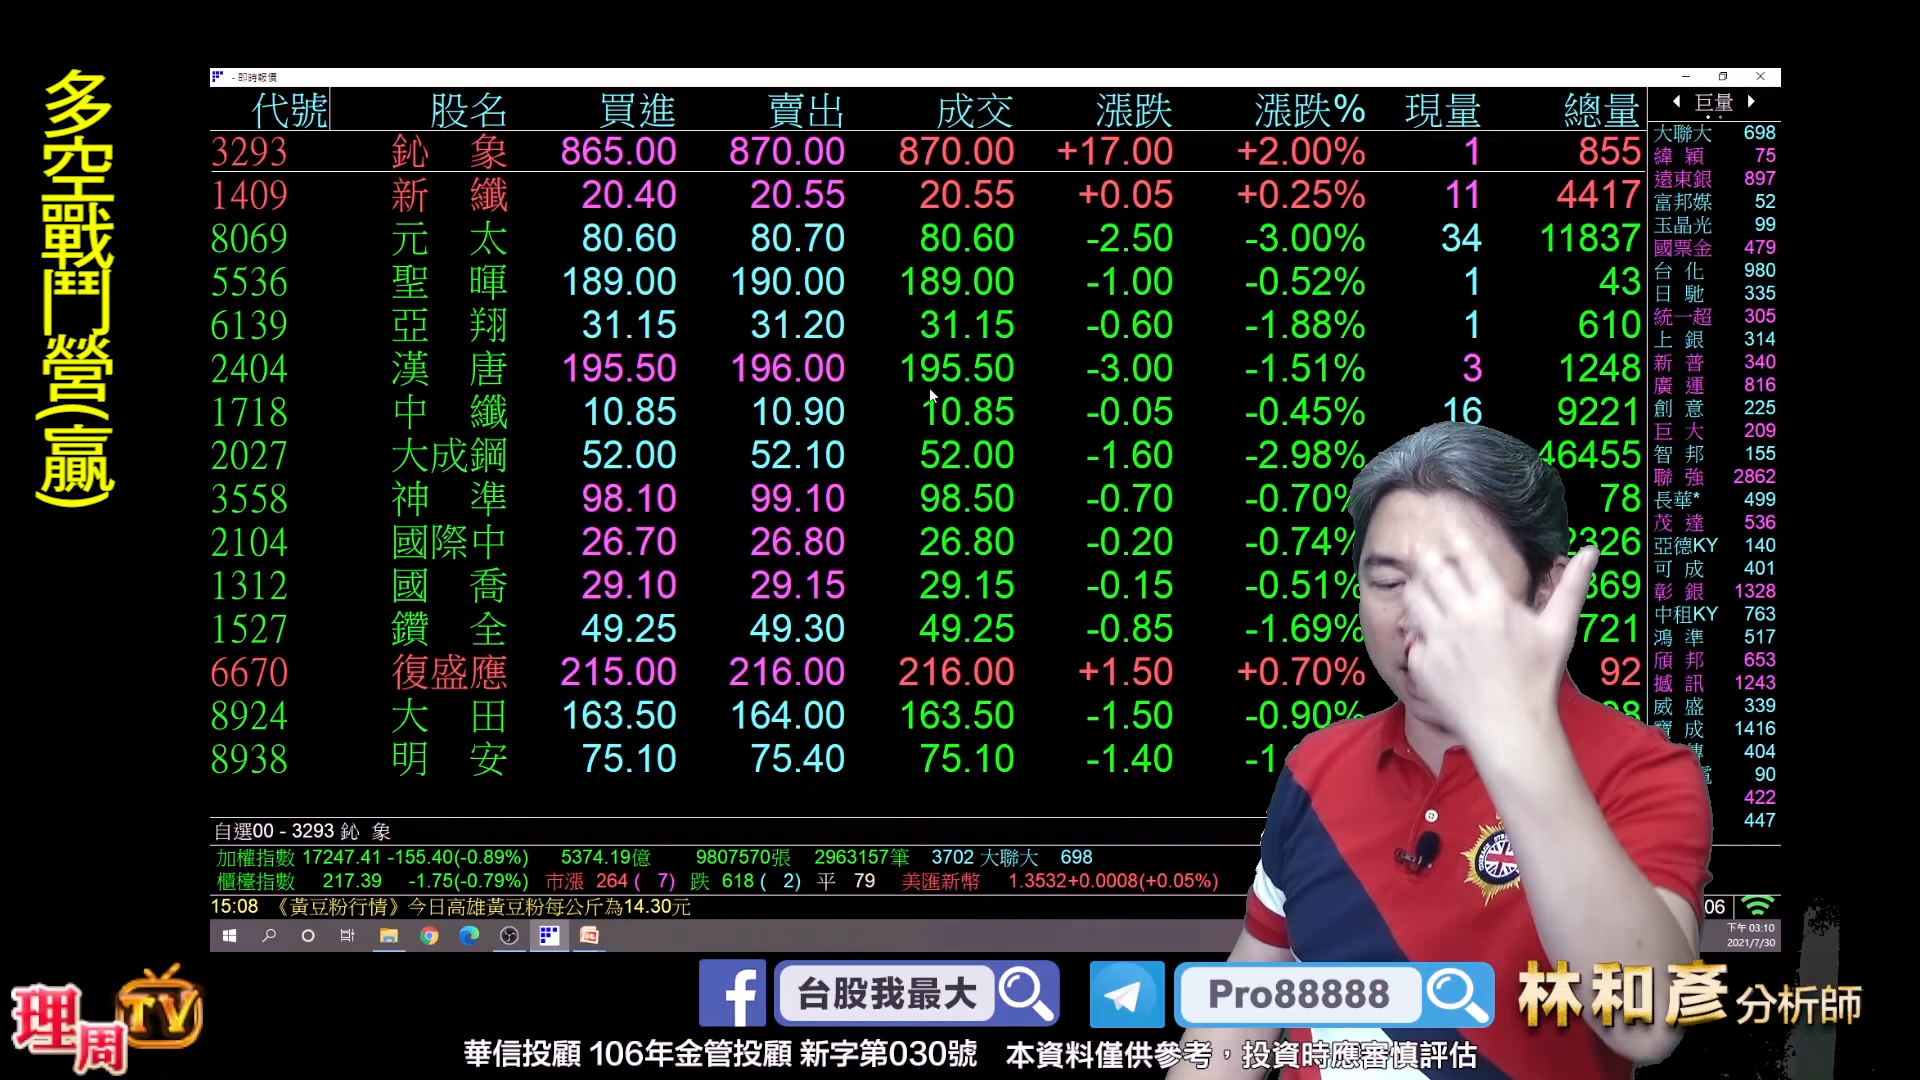 多空戰鬥營(贏)
- 即時報價
代號 股名 買進 賣出 成交 漲跌 漲跌% 現量 總量
3293 鈊象 865.00 870.00 870.00 +17.00 +2.00% 1 855
1409 新纖 20.40 20.55 20.55 +0.05 +0.25% 11 4417
8069 元太 80.60 80.70 80.60 -2.50 -3.00% 34 11837
5536 聖暉 189.00 190.00 189.00 -1.00 -0.52% 1 43
6139 亞翔 31.15 31.20 31.15 -0.60 -1.88% 1 610
2404 漢唐 195.50 196.00 195.50 -3.00 -1.51% 3 1248
1718 中纖 10.85 10.90 10.85 -0.05 -0.45% 16 9221
2027 大成鋼 52.00 52.10 52.00 -1.60 -2.98% 46455
3558 神準 98.10 99.10 98.50 -0.70 -0.70% 78
2104 國際中 26.70 26.80 26.80 -0.20 -0.74% 2326
1312 國喬 29.10 29.15 29.15 -0.15 -0.51% 369
1527 鑽全 49.25 49.30 49.25 -0.85 -1.69% 721
6670 復盛應 215.00 216.00 216.00 +1.50 +0.70% 92
8924 大田 163.50 164.00 163.50 -1.50 -0.90%
8938 明安 75.10 75.40 75.10 -1.40 -1
巨量
大聯大 698
緯穎 75
遠東銀 897
富邦媒 52
玉晶光 99
國票金 479
台化 980
日馳 335
統一超 305
上銀 314
新普 340
廣運 816
創意 225
巨大 209
智邦 155
聯強 2862
長華* 499
茂達 536
亞德KY 140
可成 401
彰銀 1328
中租KY 763
鴻準 517
頎邦 653
撼訊 1243
威盛 339
寶成 1416
404
90
422
447
自選00 - 3293 鈊象
加權指數 17247.41 -155.40(-0.89%) 5374.19億 9807570張 2963157筆 3702 大聯大 698
櫃檯指數 217.39 -1.75(-0.79%) 市漲 264( 7) 跌 618( 2) 平 79 美匯新幣 1.3532+0.0008(+0.05%)
15:08 《黃豆粉行情》今日高雄黃豆粉每公斤為14.30元
06
下午 03:10
2021/7/30
理周TV
台股我最大
Pro88888
林和彥分析師
華信投顧 106年金管投顧 新字第030號 本資料僅供參考，投資時應審慎評估